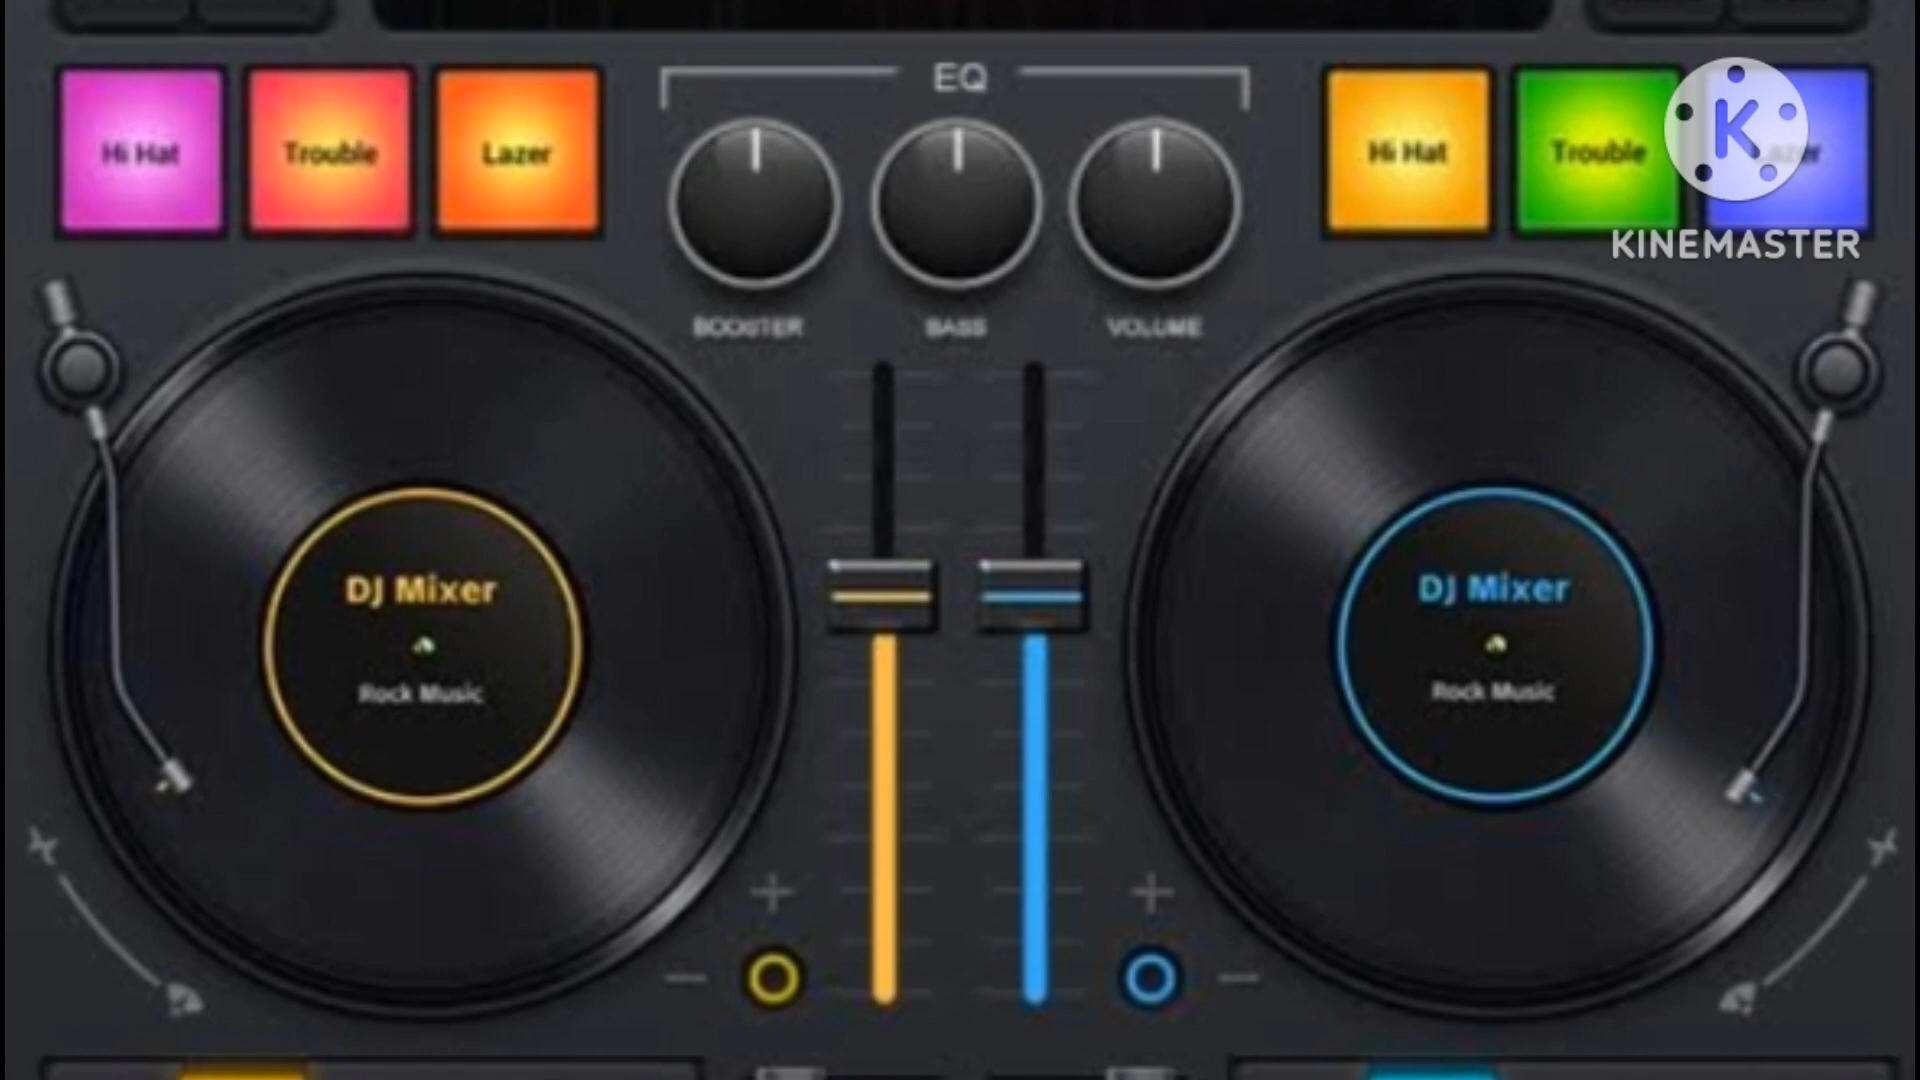 EQ
Hi Hat
Trouble
Lazer
BOOSTER
BASS
VOLUME
Hi Hat
Trouble
Lazer
K
KINEMASTER
DJ Mixer
Rock Music
DJ Mixer
Rock Music